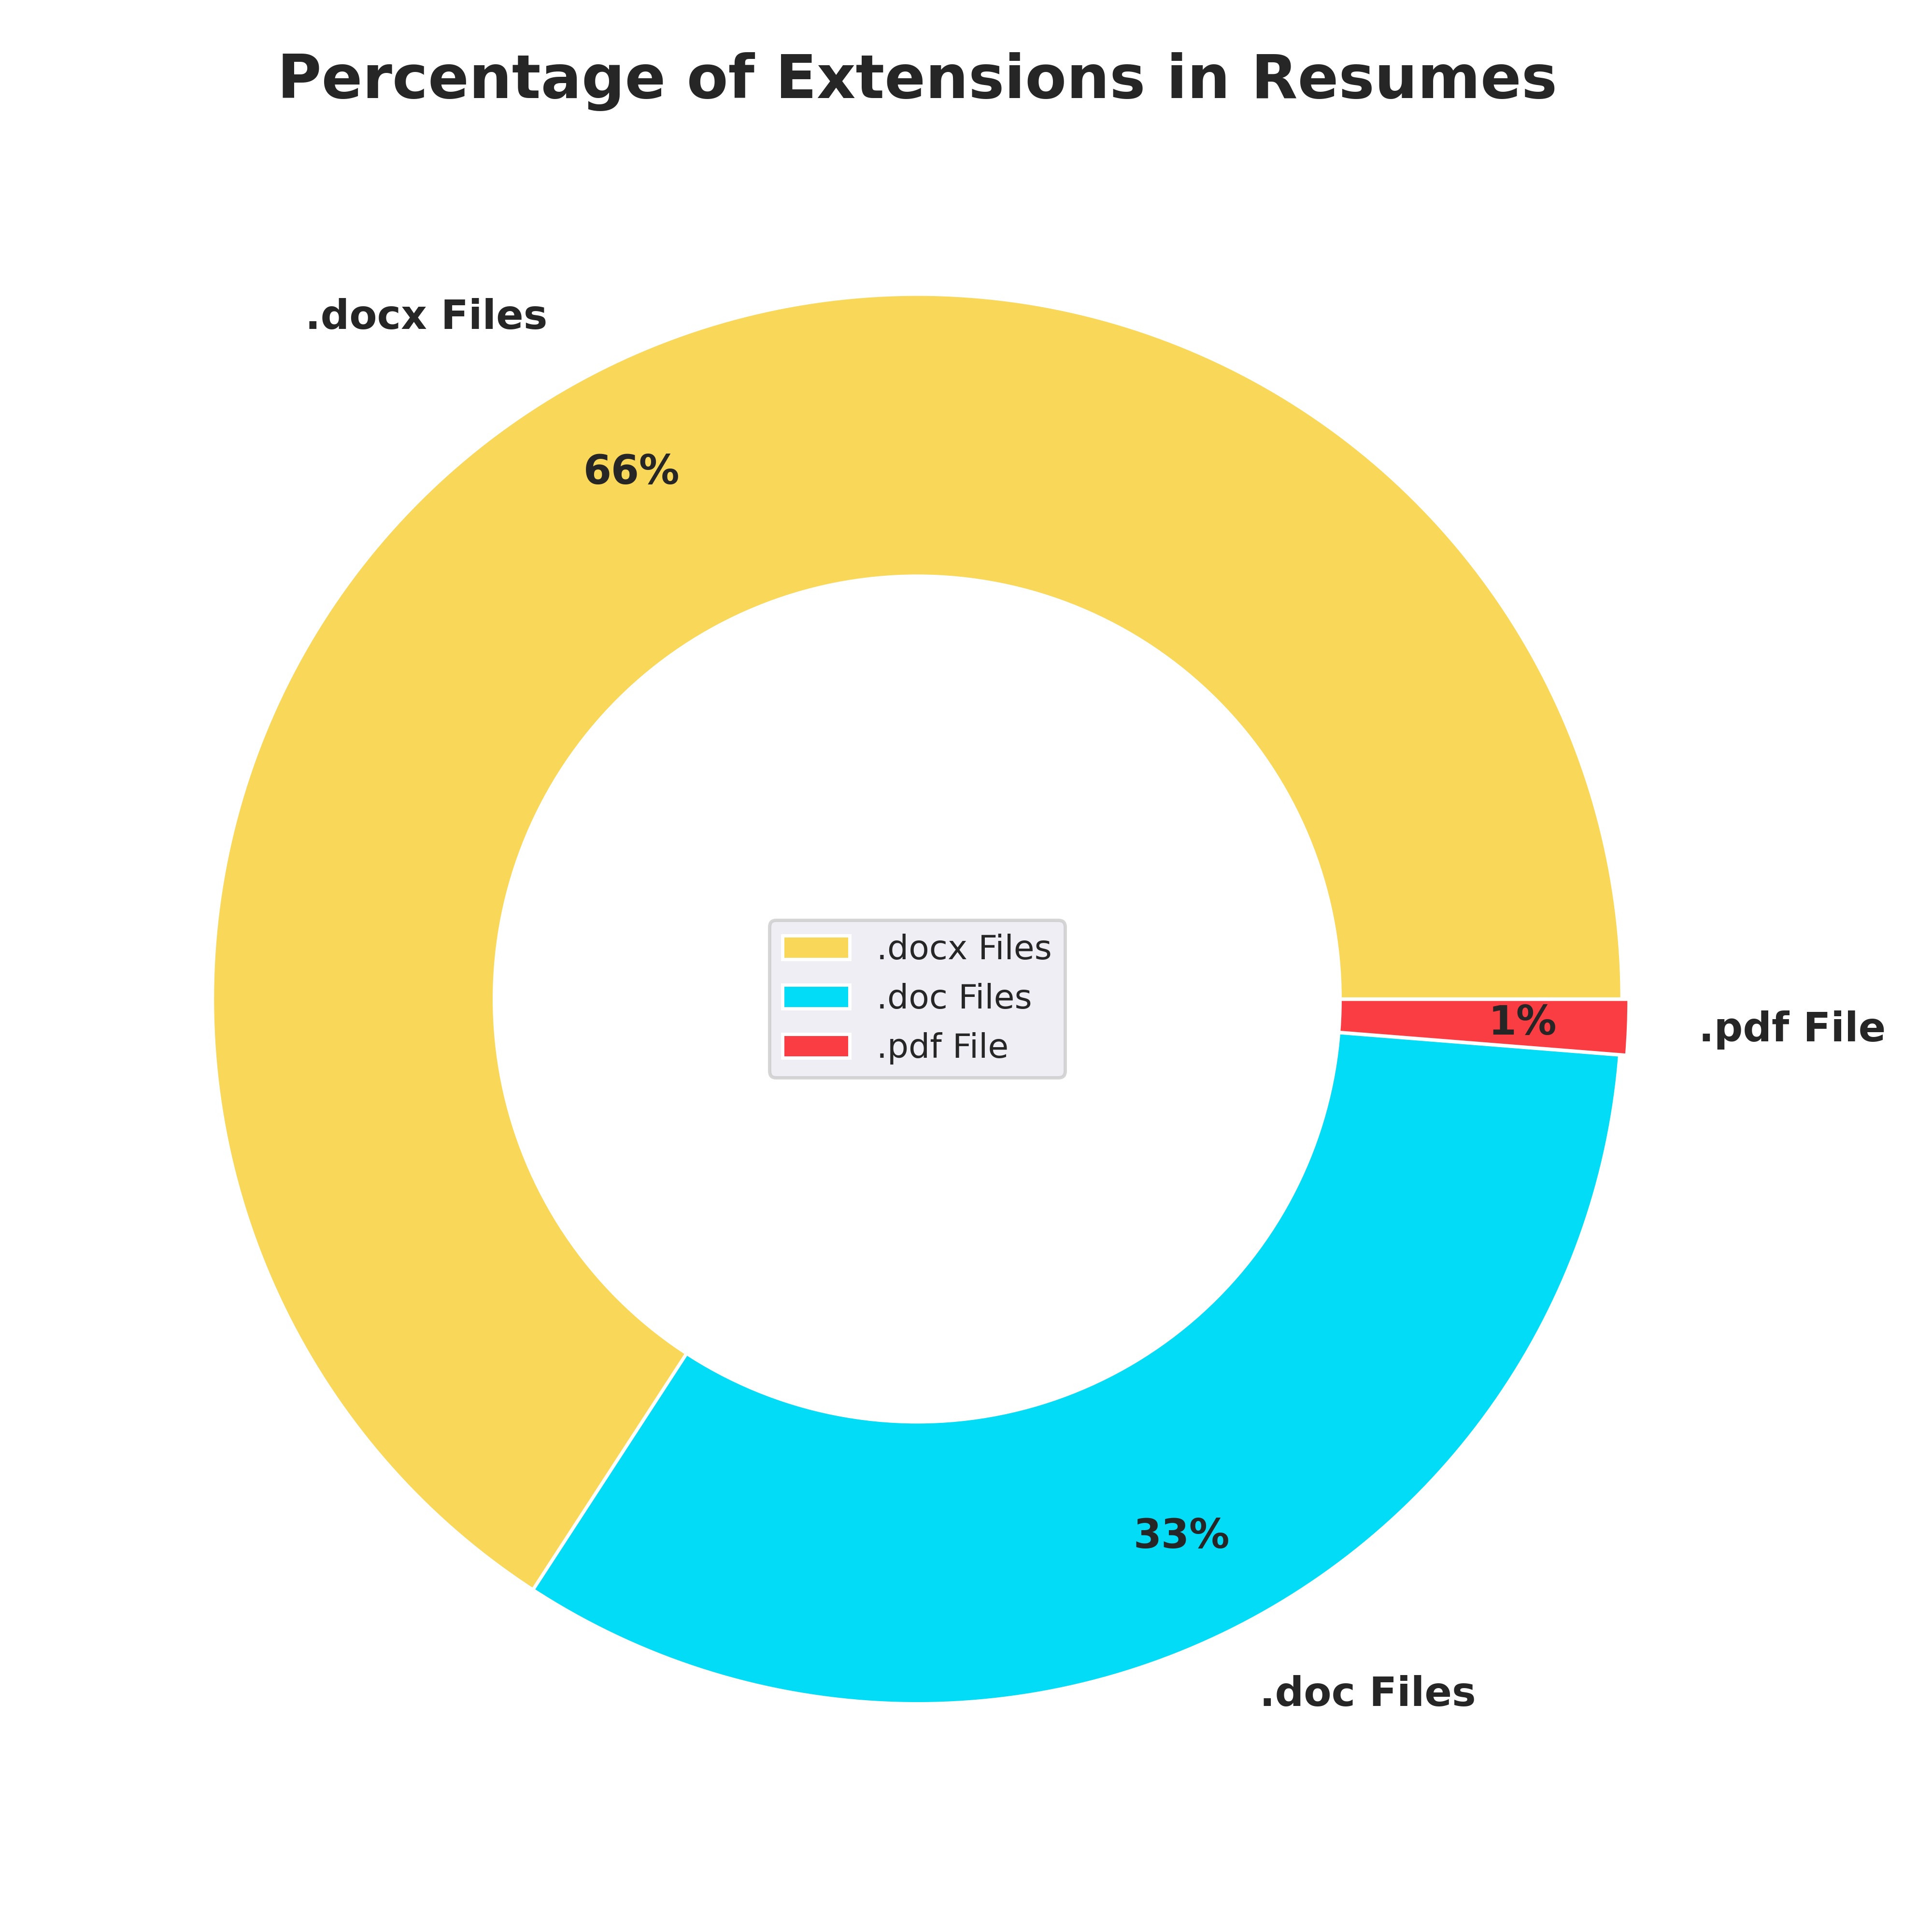 Percentage of Extensions in Resumes
.docx Files
66%
.docx Files
.doc Files
.pdf File
1%
.pdf File
33%
.doc Files